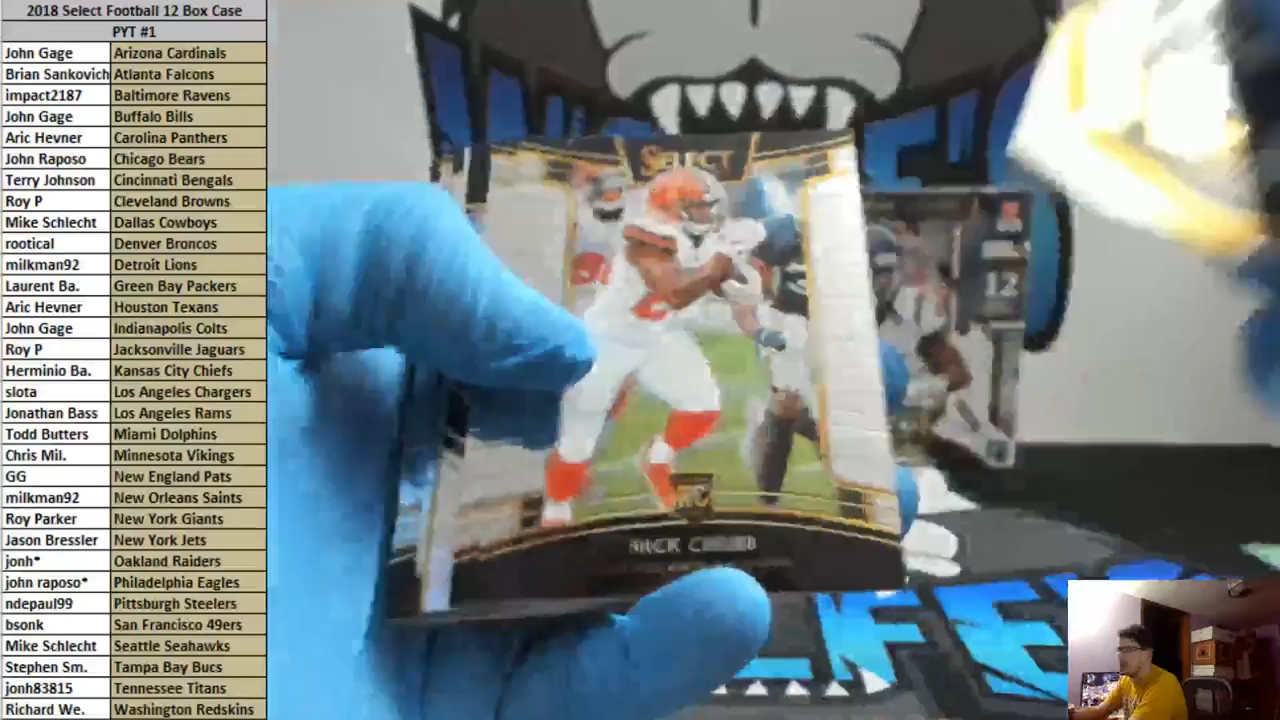 2018 Select Football 12 Box Case
PYT #1
John Gage Arizona Cardinals
Brian Sankovich Atlanta Falcons
impact2187 Baltimore Ravens
John Gage Buffalo Bills
Aric Hevner Carolina Panthers
John Raposo Chicago Bears
Terry Johnson Cincinnati Bengals
Roy P Cleveland Browns
Mike Schlecht Dallas Cowboys
rootical Denver Broncos
milkman92 Detroit Lions
Laurent Ba. Green Bay Packers
Aric Hevner Houston Texans
John Gage Indianapolis Colts
Roy P Jacksonville Jaguars
Herminio Ba. Kansas City Chiefs
slota Los Angeles Chargers
Jonathan Bass Los Angeles Rams
Todd Butters Miami Dolphins
Chris Mil. Minnesota Vikings
GG New England Pats
milkman92 New Orleans Saints
Roy Parker New York Giants
Jason Bressler New York Jets
jonh* Oakland Raiders
john raposo* Philadelphia Eagles
ndepaul99 Pittsburgh Steelers
bsonk San Francisco 49ers
Mike Schlecht Seattle Seahawks
Stephen Sm. Tampa Bay Bucs
jonh83815 Tennessee Titans
Richard We. Washington Redskins
SELECT
RC
NICK CHUBB
12